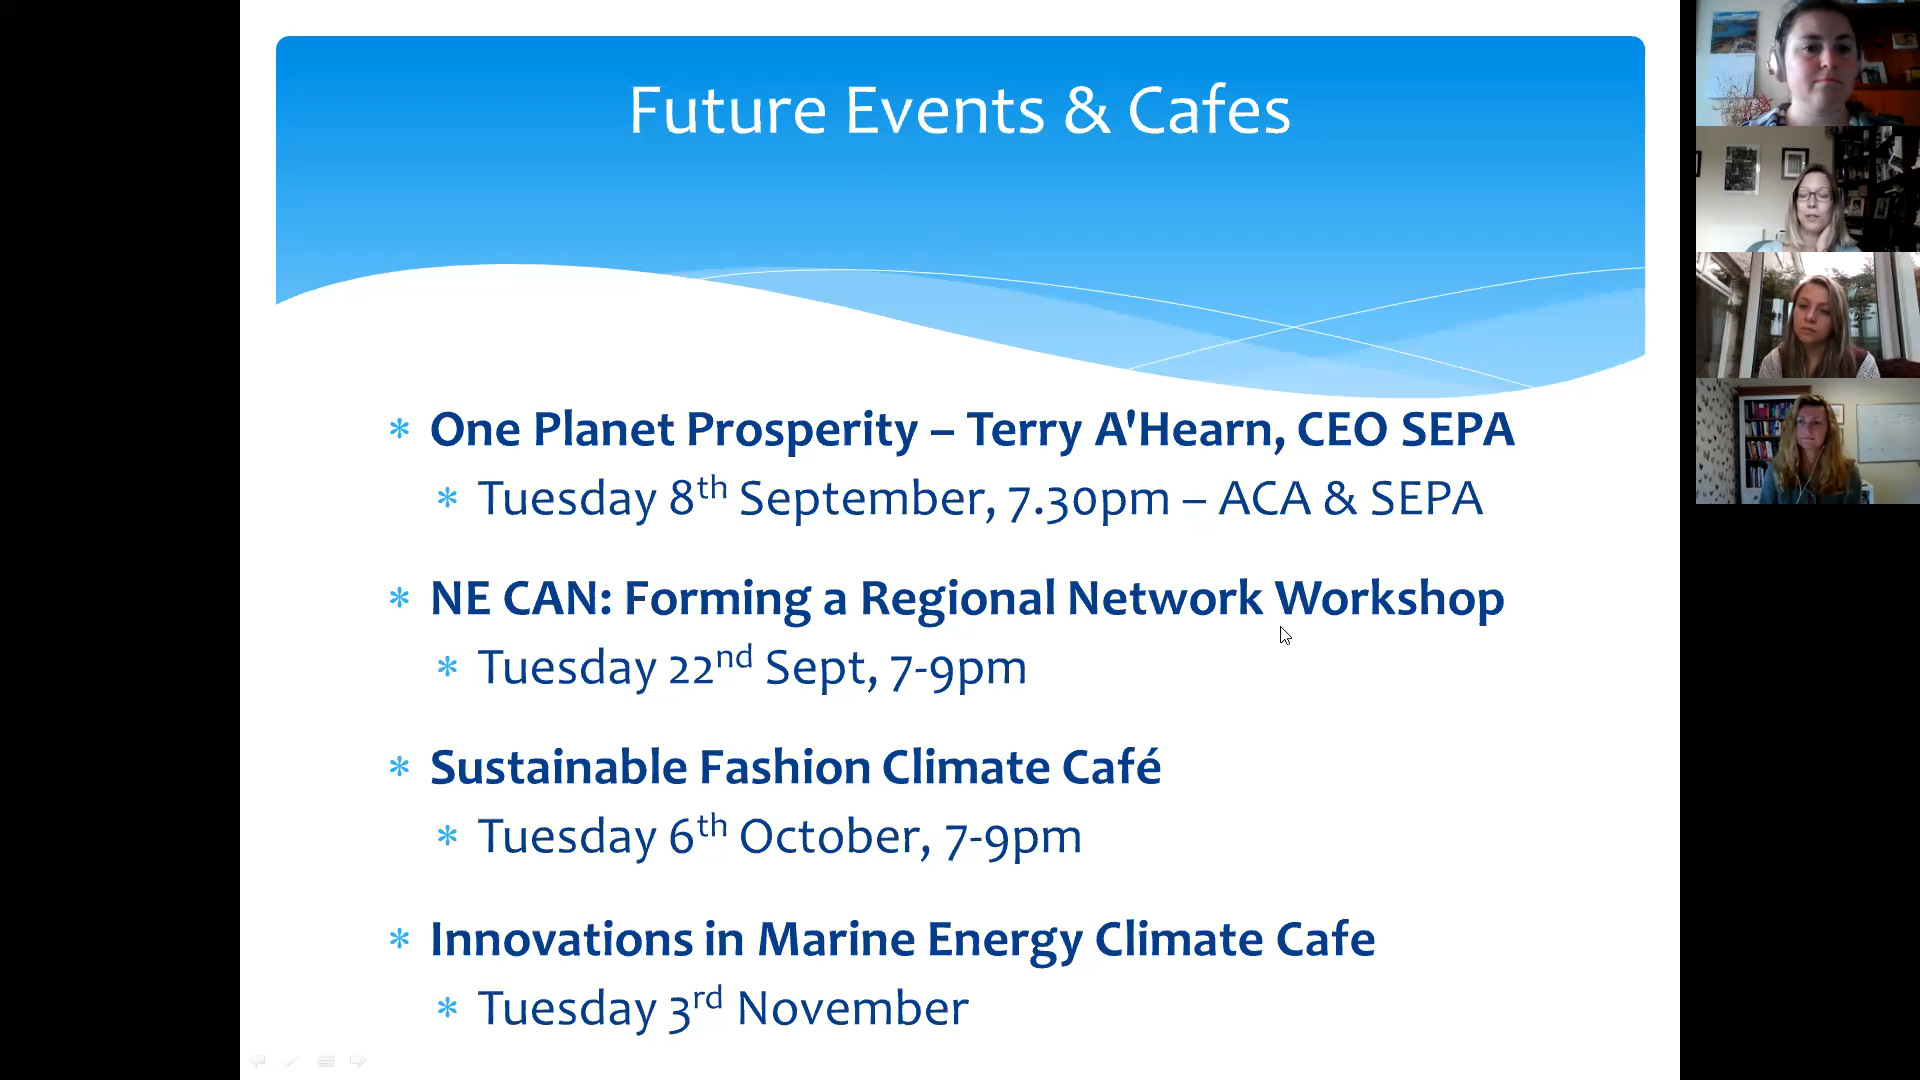 Future Events & Cafes
One Planet Prosperity – Terry A'Hearn, CEO SEPA
Tuesday 8th September, 7.30pm – ACA & SEPA
NE CAN: Forming a Regional Network Workshop
Tuesday 22nd Sept, 7-9pm
Sustainable Fashion Climate Café
Tuesday 6th October, 7-9pm
Innovations in Marine Energy Climate Cafe
Tuesday 3rd November